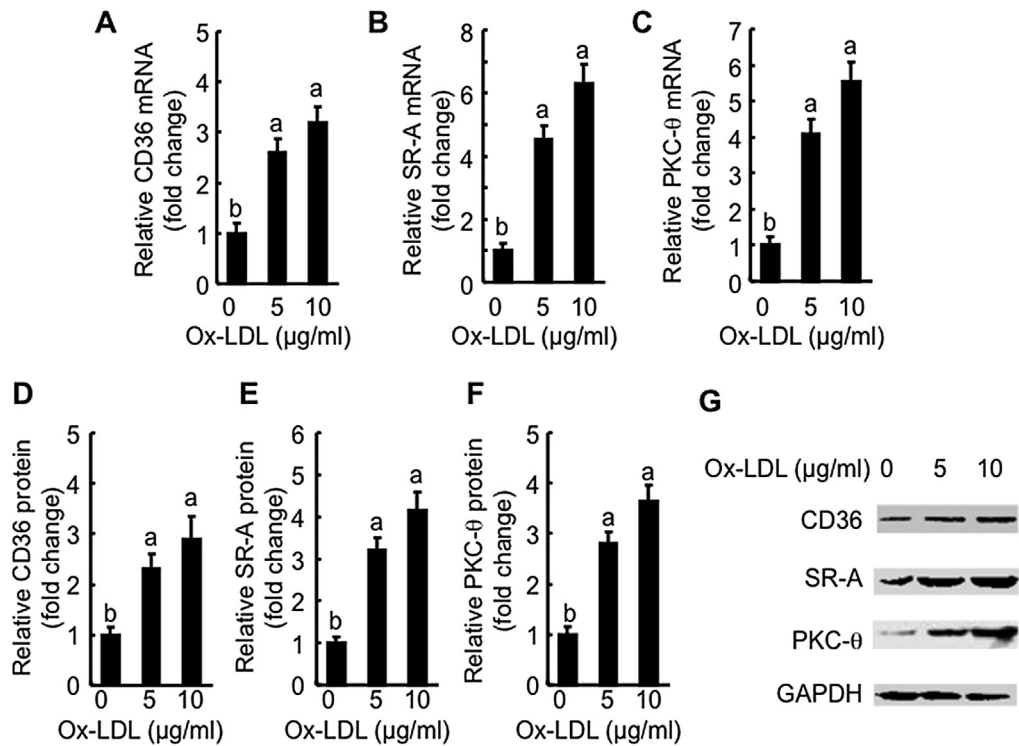 A
Relative CD36 mRNA
(fold change)
5
4
3
2
1
0
b
a
a
0 5 10
Ox-LDL (µg/ml)
B
Relative SR-A mRNA
(fold change)
8
6
4
2
0
b
a
a
0 5 10
Ox-LDL (µg/ml)
C
Relative PKC-θ mRNA
(fold change)
7
6
5
4
3
2
1
0
b
a
a
0 5 10
Ox-LDL (µg/ml)
D
Relative CD36 protein
(fold change)
5
4
3
2
1
0
b
a
a
0 5 10
Ox-LDL (µg/ml)
E
Relative SR-A protein
(fold change)
6
5
4
3
2
1
0
b
a
a
0 5 10
Ox-LDL (µg/ml)
F
Relative PKC-θ protein
(fold change)
5
4
3
2
1
0
b
a
a
0 5 10
Ox-LDL (µg/ml)
G
Ox-LDL (µg/ml) 0 5 10
CD36
SR-A
PKC-θ
GAPDH